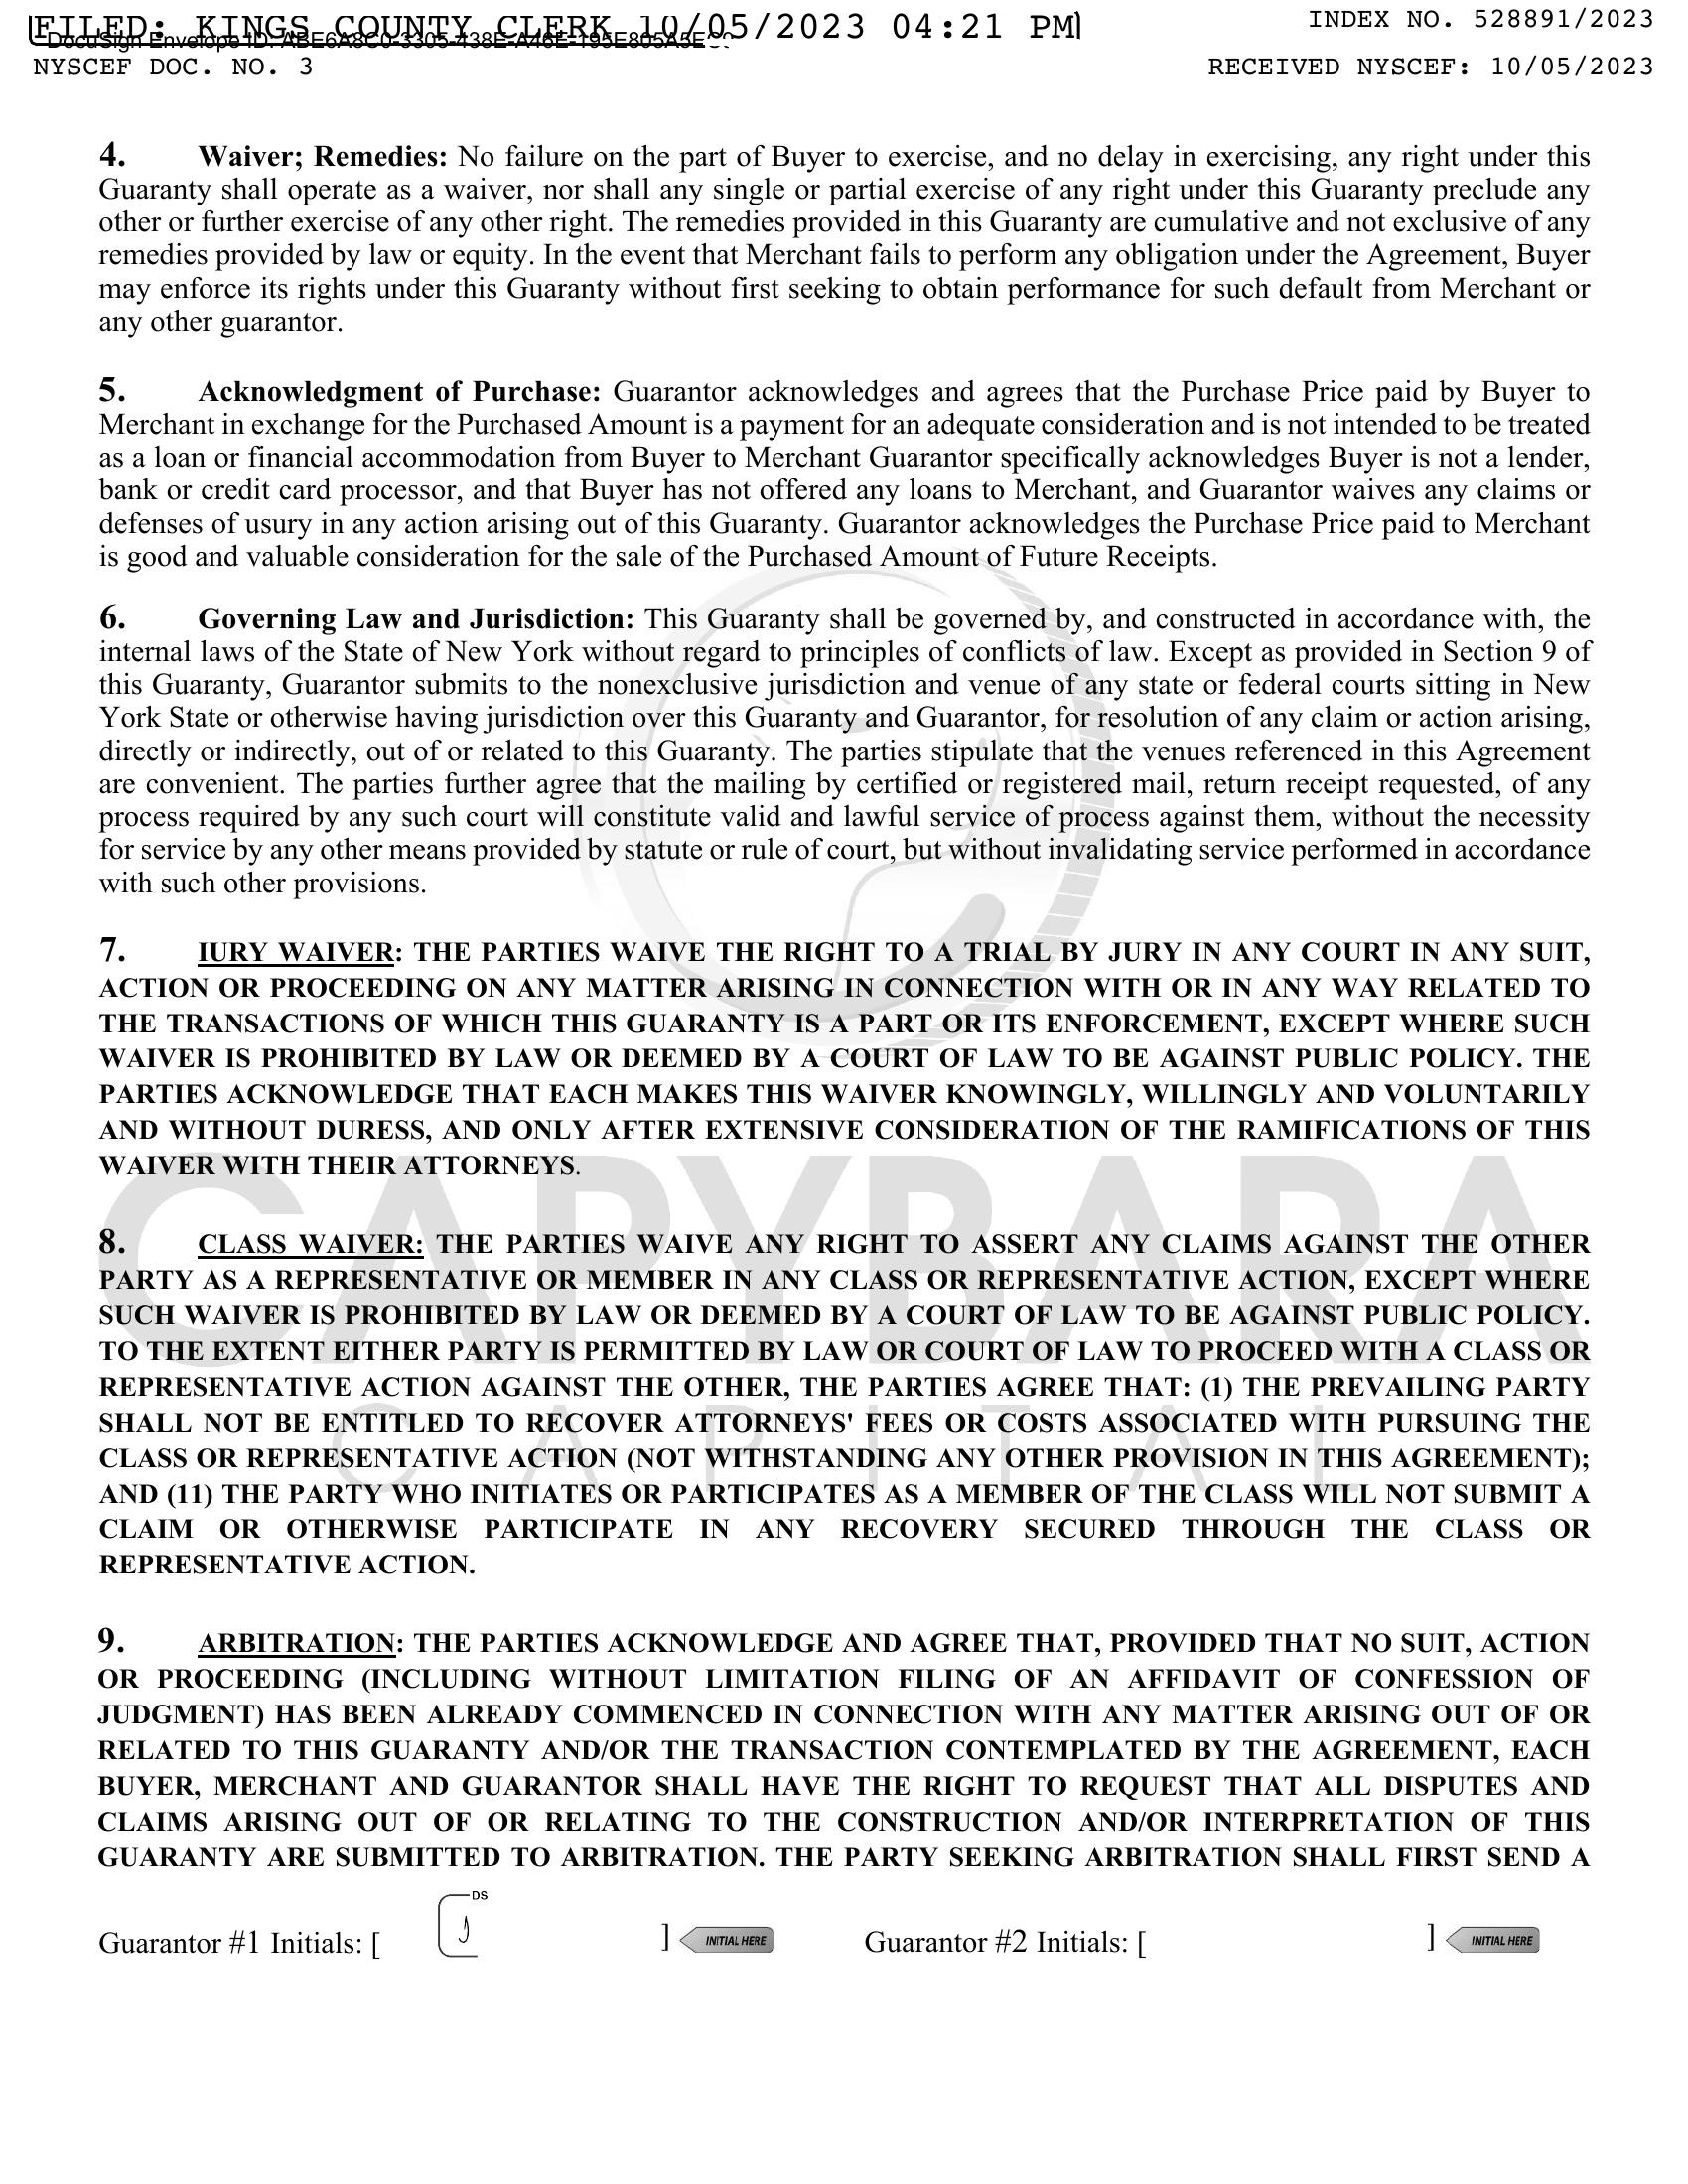 FILED: KINGS COUNTY CLERK 10/05/2023 04:21 PM
INDEX NO. 528891/2023
NYSCEF DOC. NO. 3
RECEIVED NYSCEF: 10/05/2023
4. Waiver; Remedies: No failure on the part of Buyer to exercise, and no delay in exercising, any right under this
Guaranty shall operate as a waiver, nor shall any single or partial exercise of any right under this Guaranty preclude any
other or further exercise of any other right. The remedies provided in this Guaranty are cumulative and not exclusive of any
remedies provided by law or equity. In the event that Merchant fails to perform any obligation under the Agreement, Buyer
may enforce its rights under this Guaranty without first seeking to obtain performance for such default from Merchant or
any other guarantor.
5. Acknowledgment of Purchase: Guarantor acknowledges and agrees that the Purchase Price paid by Buyer to
Merchant in exchange for the Purchased Amount is a payment for an adequate consideration and is not intended to be treated
as a loan or financial accommodation from Buyer to Merchant Guarantor specifically acknowledges Buyer is not a lender,
bank or credit card processor, and that Buyer has not offered any loans to Merchant, and Guarantor waives any claims or
defenses of usury in any action arising out of this Guaranty. Guarantor acknowledges the Purchase Price paid to Merchant
is good and valuable consideration for the sale of the Purchased Amount of Future Receipts.
6. Governing Law and Jurisdiction: This Guaranty shall be governed by, and constructed in accordance with, the
internal laws of the State of New York without regard to principles of conflicts of law. Except as provided in Section 9 of
this Guaranty, Guarantor submits to the nonexclusive jurisdiction and venue of any state or federal courts sitting in New
York State or otherwise having jurisdiction over this Guaranty and Guarantor, for resolution of any claim or action arising,
directly or indirectly, out of or related to this Guaranty. The parties stipulate that the venues referenced in this Agreement
are convenient. The parties further agree that the mailing by certified or registered mail, return receipt requested, of any
process required by any such court will constitute valid and lawful service of process against them, without the necessity
for service by any other means provided by statute or rule of court, but without invalidating service performed in accordance
with such other provisions.
7. IURY WAIVER: THE PARTIES WAIVE THE RIGHT TO A TRIAL BY JURY IN ANY COURT IN ANY SUIT,
ACTION OR PROCEEDING ON ANY MATTER ARISING IN CONNECTION WITH OR IN ANY WAY RELATED TO
THE TRANSACTIONS OF WHICH THIS GUARANTY IS A PART OR ITS ENFORCEMENT, EXCEPT WHERE SUCH
WAIVER IS PROHIBITED BY LAW OR DEEMED BY A COURT OF LAW TO BE AGAINST PUBLIC POLICY. THE
PARTIES ACKNOWLEDGE THAT EACH MAKES THIS WAIVER KNOWINGLY, WILLINGLY AND VOLUNTARILY
AND WITHOUT DURESS, AND ONLY AFTER EXTENSIVE CONSIDERATION OF THE RAMIFICATIONS OF THIS
WAIVER WITH THEIR ATTORNEYS.
CAPYBARA
8. CLASS WAIVER: THE PARTIES WAIVE ANY RIGHT TO ASSERT ANY CLAIMS AGAINST THE OTHER
PARTY AS A REPRESENTATIVE OR MEMBER IN ANY CLASS OR REPRESENTATIVE ACTION, EXCEPT WHERE
SUCH WAIVER IS PROHIBITED BY LAW OR DEEMED BY A COURT OF LAW TO BE AGAINST PUBLIC POLICY.
TO THE EXTENT EITHER PARTY IS PERMITTED BY LAW OR COURT OF LAW TO PROCEED WITH A CLASS OR
REPRESENTATIVE ACTION AGAINST THE OTHER, THE PARTIES AGREE THAT: (1) THE PREVAILING PARTY
SHALL NOT BE ENTITLED TO RECOVER ATTORNEYS' FEES OR COSTS ASSOCIATED WITH PURSUING THE
CLASS OR REPRESENTATIVE ACTION (NOT WITHSTANDING ANY OTHER PROVISION IN THIS AGREEMENT);
AND (11) THE PARTY WHO INITIATES OR PARTICIPATES AS A MEMBER OF THE CLASS WILL NOT SUBMIT A
CLAIM OR OTHERWISE PARTICIPATE IN ANY RECOVERY SECURED THROUGH THE CLASS OR
REPRESENTATIVE ACTION.
CAPITAL
9. ARBITRATION: THE PARTIES ACKNOWLEDGE AND AGREE THAT, PROVIDED THAT NO SUIT, ACTION
OR PROCEEDING (INCLUDING WITHOUT LIMITATION FILING OF AN AFFIDAVIT OF CONFESSION OF
JUDGMENT) HAS BEEN ALREADY COMMENCED IN CONNECTION WITH ANY MATTER ARISING OUT OF OR
RELATED TO THIS GUARANTY AND/OR THE TRANSACTION CONTEMPLATED BY THE AGREEMENT, EACH
BUYER, MERCHANT AND GUARANTOR SHALL HAVE THE RIGHT TO REQUEST THAT ALL DISPUTES AND
CLAIMS ARISING OUT OF OR RELATING TO THE CONSTRUCTION AND/OR INTERPRETATION OF THIS
GUARANTY ARE SUBMITTED TO ARBITRATION. THE PARTY SEEKING ARBITRATION SHALL FIRST SEND A
DS
Guarantor #1 Initials: [ ] INITIAL HERE Guarantor #2 Initials: [ ] INITIAL HERE